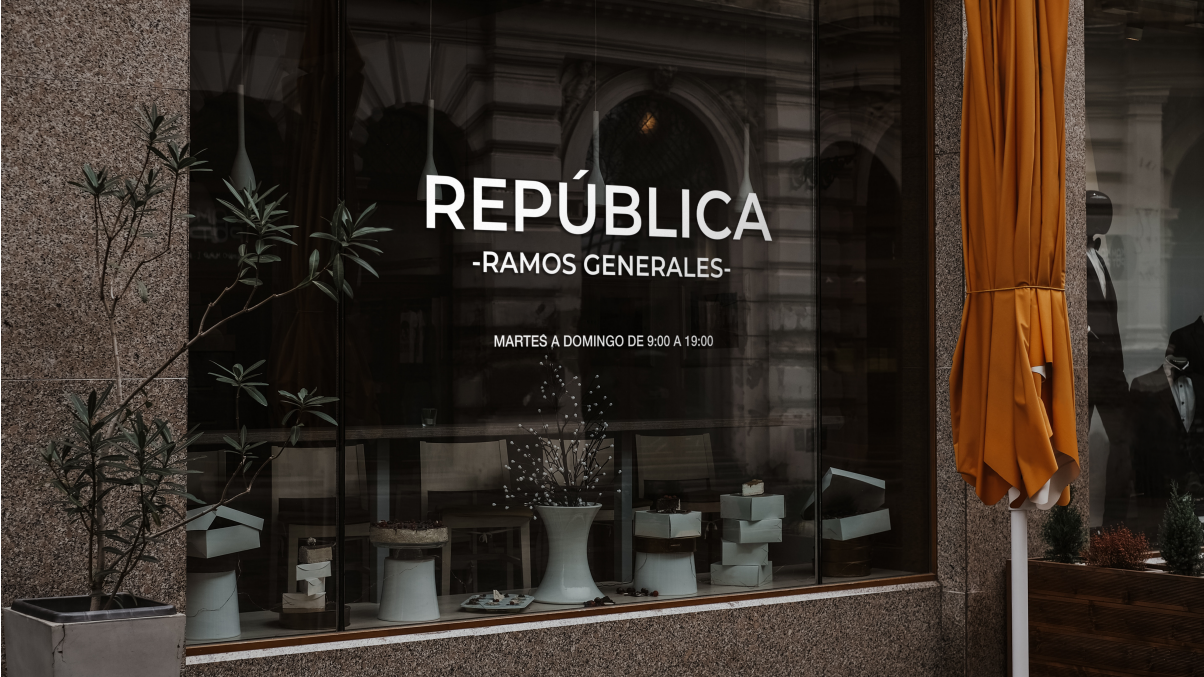 REPÚBLICA
-RAMOS GENERALES-
MARTES A DOMINGO DE 9:00 A 19:00